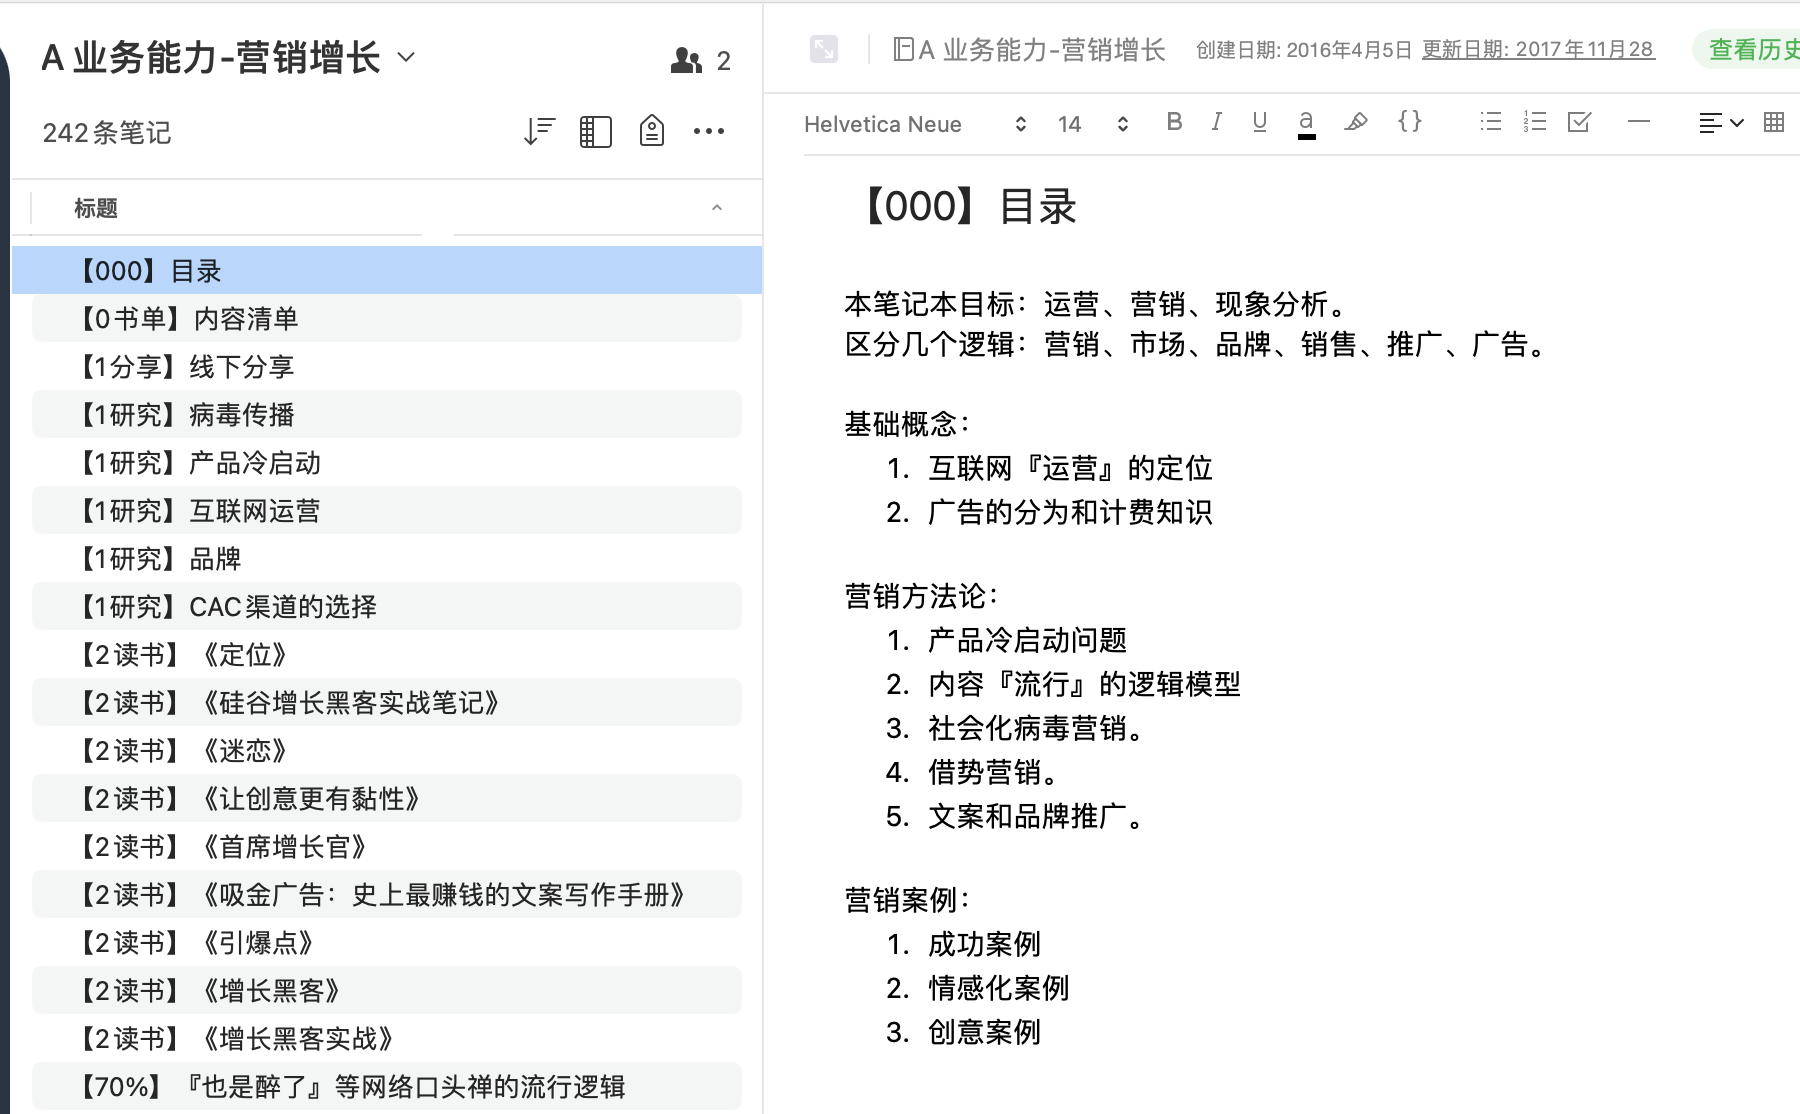 A 业务能力-营销增长
2
242条笔记
标题
【000】目录
【0书单】内容清单
【1分享】线下分享
【1研究】病毒传播
【1研究】产品冷启动
【1研究】互联网运营
【1研究】品牌
【1研究】CAC渠道的选择
【2读书】《定位》
【2读书】《硅谷增长黑客实战笔记》
【2读书】《迷恋》
【2读书】《让创意更有黏性》
【2读书】《首席增长官》
【2读书】《吸金广告：史上最赚钱的文案写作手册》
【2读书】《引爆点》
【2读书】《增长黑客》
【2读书】《增长黑客实战》
【70%】『也是醉了』等网络口头禅的流行逻辑
A 业务能力-营销增长 创建日期: 2016年4月5日 更新日期: 2017年11月28 查看历史
Helvetica Neue 14 B I U a {}
【000】目录
本笔记本目标：运营、营销、现象分析。
区分几个逻辑：营销、市场、品牌、销售、推广、广告。
基础概念：
1. 互联网『运营』的定位
2. 广告的分为和计费知识
营销方法论：
1. 产品冷启动问题
2. 内容『流行』的逻辑模型
3. 社会化病毒营销。
4. 借势营销。
5. 文案和品牌推广。
营销案例：
1. 成功案例
2. 情感化案例
3. 创意案例